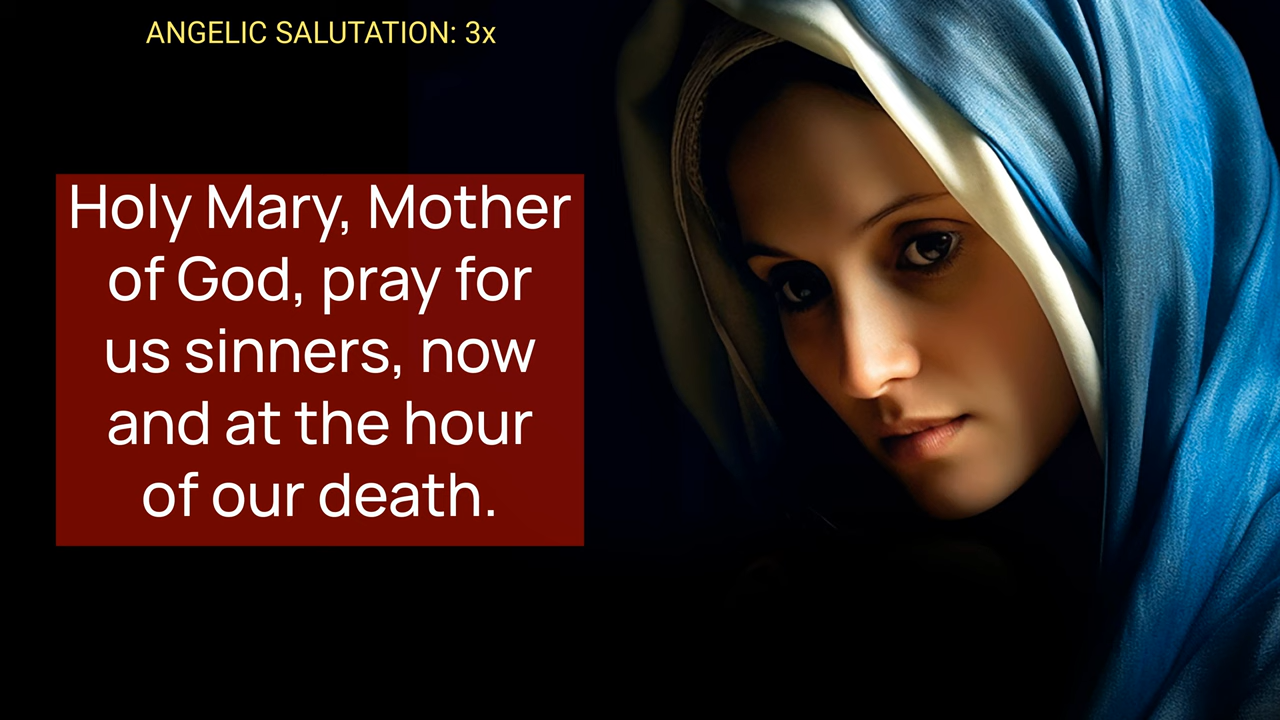 ANGELIC SALUTATION: 3x
Holy Mary, Mother
of God, pray for
us sinners, now
and at the hour
of our death.